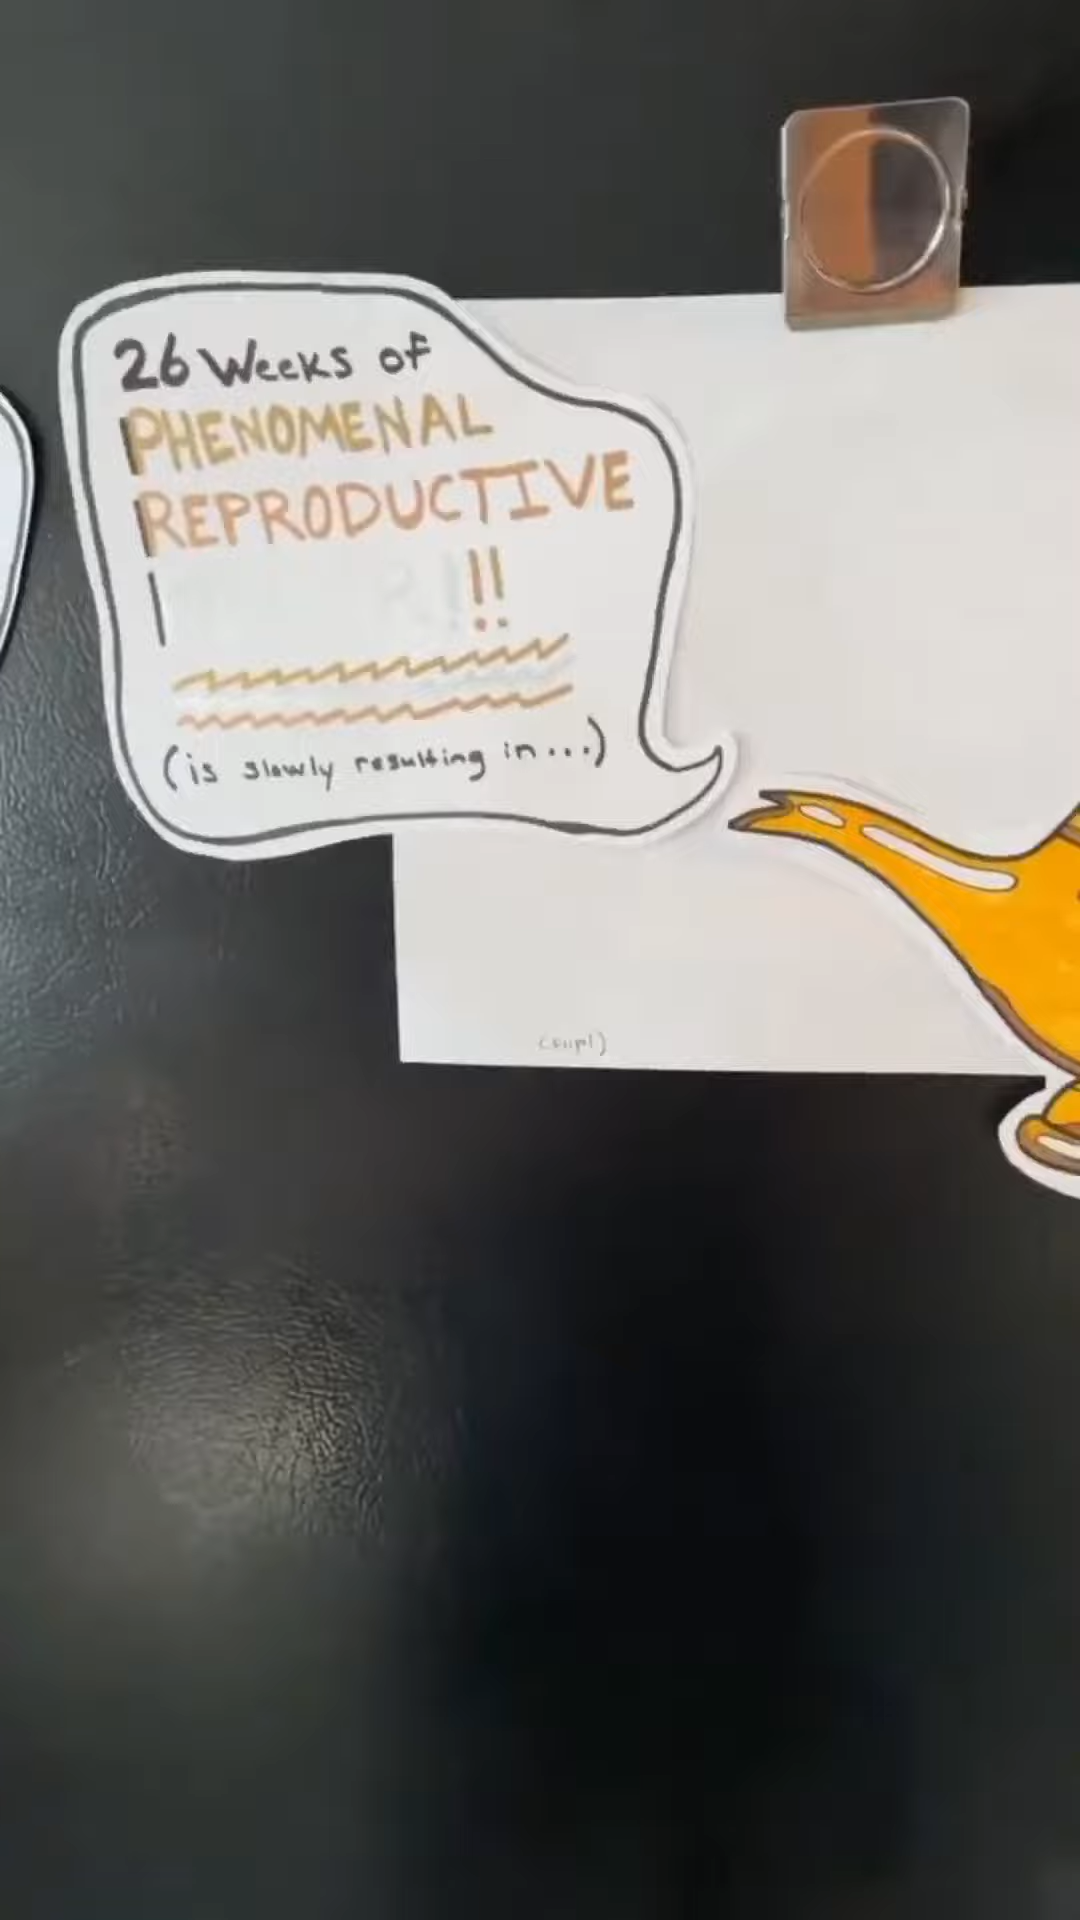 26 Weeks of
PHENOMENAL
REPRODUCTIVE
!!
(is slowly resulting in...)